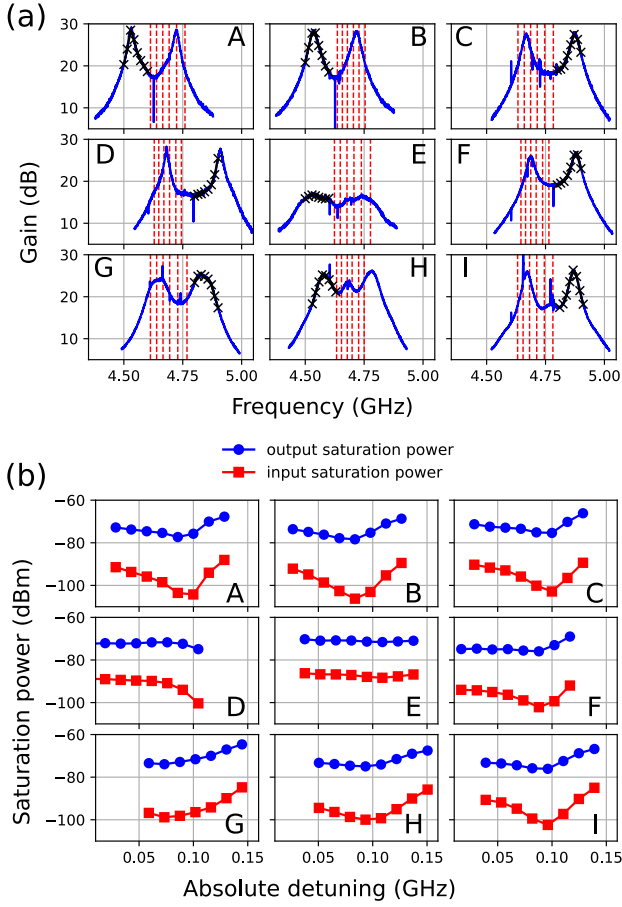 (a)
30
20
10
A
B
C
30
20
10
D
E
F
30
20
10
G
H
I
4.50 4.75 5.00 4.50 4.75 5.00 4.50 4.75 5.00
Gain (dB)
Frequency (GHz)
output saturation power
input saturation power
(b)
−60
−80
−100
A
B
C
−60
−80
−100
D
E
F
−60
−80
−100
G
H
I
0.05 0.10 0.15 0.05 0.10 0.15 0.05 0.10 0.15
Saturation power (dBm)
Absolute detuning (GHz)